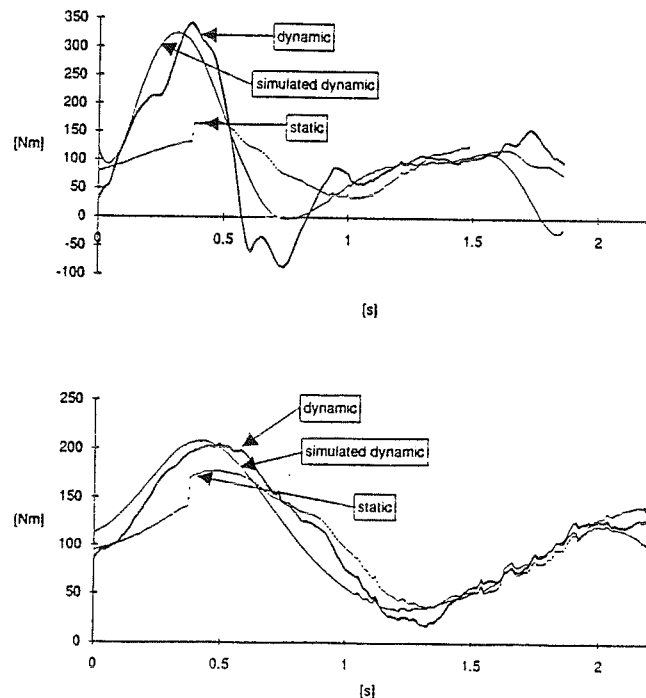 350
dynamic
300
250
simulated dynamic
200
static
[Nm] 150
100
50
0
0 0.5 1 1.5 2
-50
-100
[s]
250
dynamic
200
simulated dynamic
150
static
[Nm]
100
50
0
0 0.5 1 1.5 2
[s]